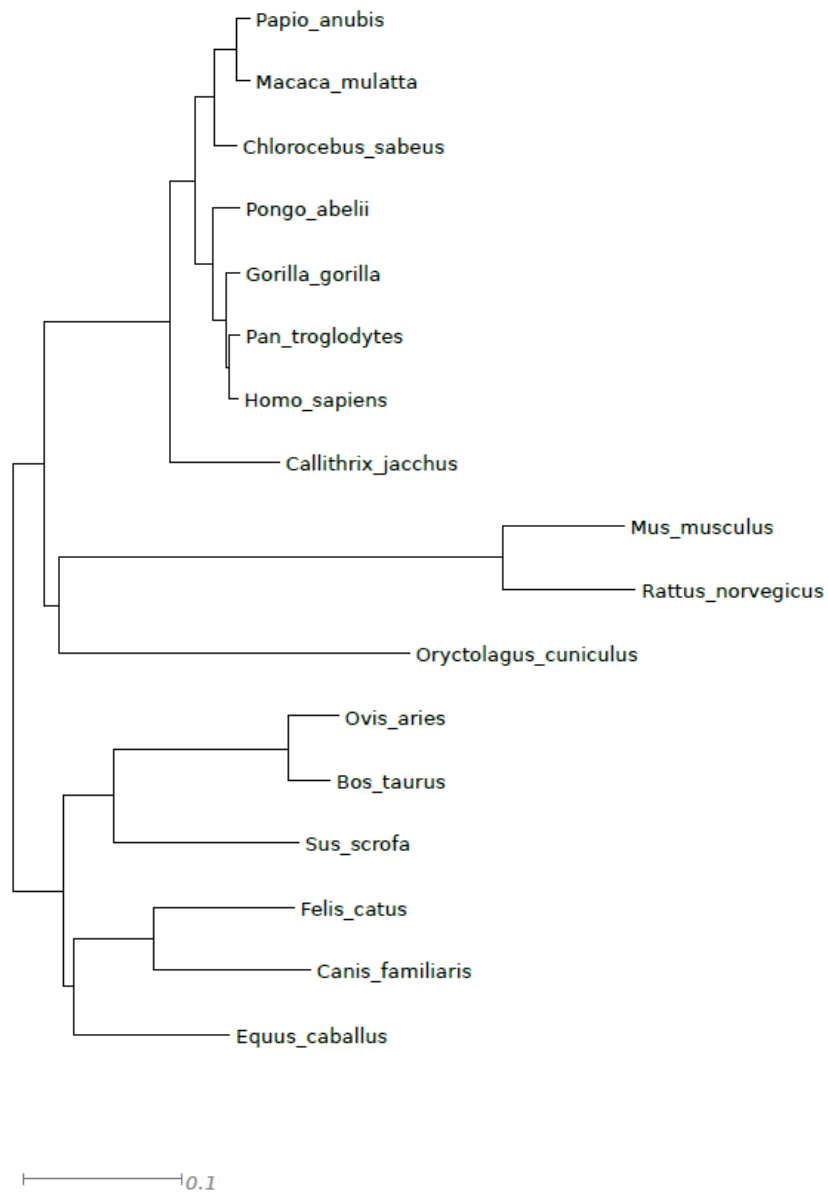 Papio_anubis
Macaca_mulatta
Chlorocebus_sabeus
Pongo_abelii
Gorilla_gorilla
Pan_troglodytes
Homo_sapiens
Callithrix_jacchus
Mus_musculus
Rattus_norvegicus
Oryctolagus_cuniculus
Ovis_aries
Bos_taurus
Sus_scrofa
Felis_catus
Canis_familiaris
Equus_caballus
0.1